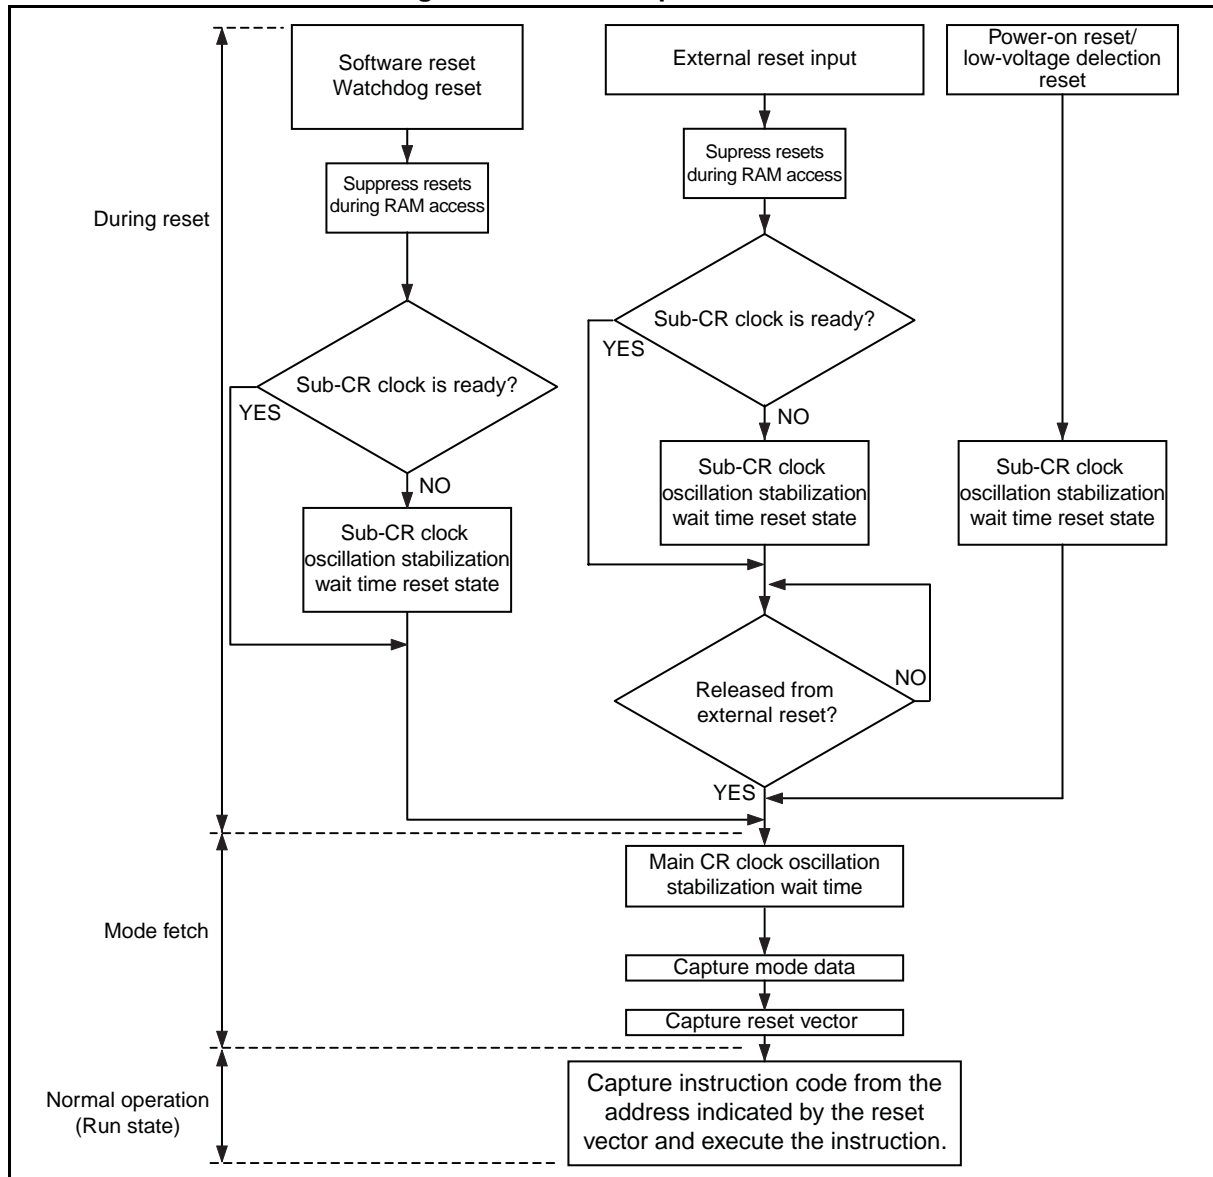 Software reset
Watchdog reset
External reset input
Power-on reset/
low-voltage delection
reset
Suppress resets
during RAM access
Supress resets
during RAM access
During reset
Sub-CR clock is ready?
YES
NO
Sub-CR clock is ready?
YES
NO
Sub-CR clock
oscillation stabilization
wait time reset state
Sub-CR clock
oscillation stabilization
wait time reset state
Sub-CR clock
oscillation stabilization
wait time reset state
Released from
external reset?
NO
YES
Main CR clock oscillation
stabilization wait time
Mode fetch
Capture mode data
Capture reset vector
Normal operation
(Run state)
Capture instruction code from the
address indicated by the reset
vector and execute the instruction.